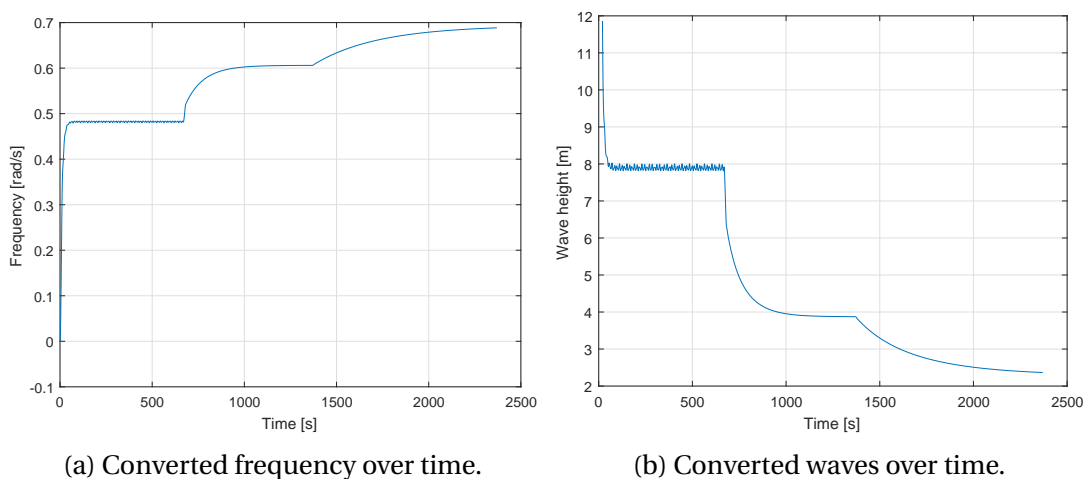 0.7
0.6
0.5
0.4
0.3
0.2
0.1
0
-0.1
Frequency [rad/s]
0 500 1000 1500 2000 2500
Time [s]
(a) Converted frequency over time.
12
11
10
9
8
7
6
5
4
3
2
Wave height [m]
0 500 1000 1500 2000 2500
Time [s]
(b) Converted waves over time.